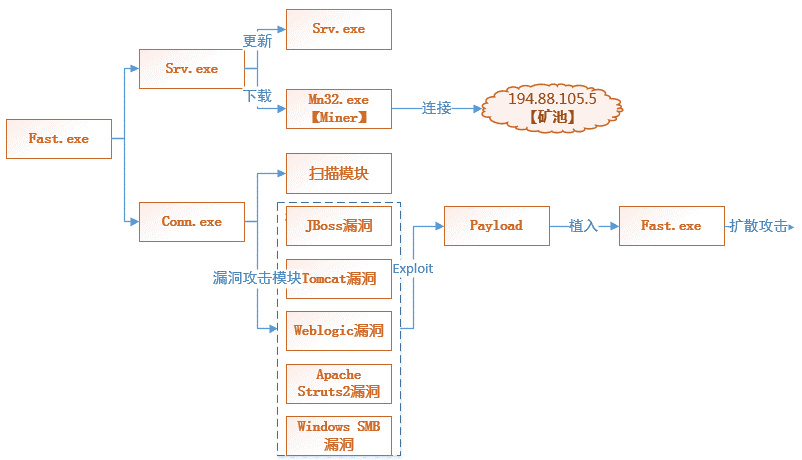 Srv.exe
更新
Srv.exe
下载
Mn32.exe
【Miner】
连接
194.88.105.5
【矿池】
Fast.exe
扫描模块
Conn.exe
JBoss漏洞
Payload
植入
Fast.exe
扩散攻击
漏洞攻击模块
Tomcat漏洞
Exploit
Weblogic漏洞
Apache
Struts2漏洞
Windows SMB
漏洞